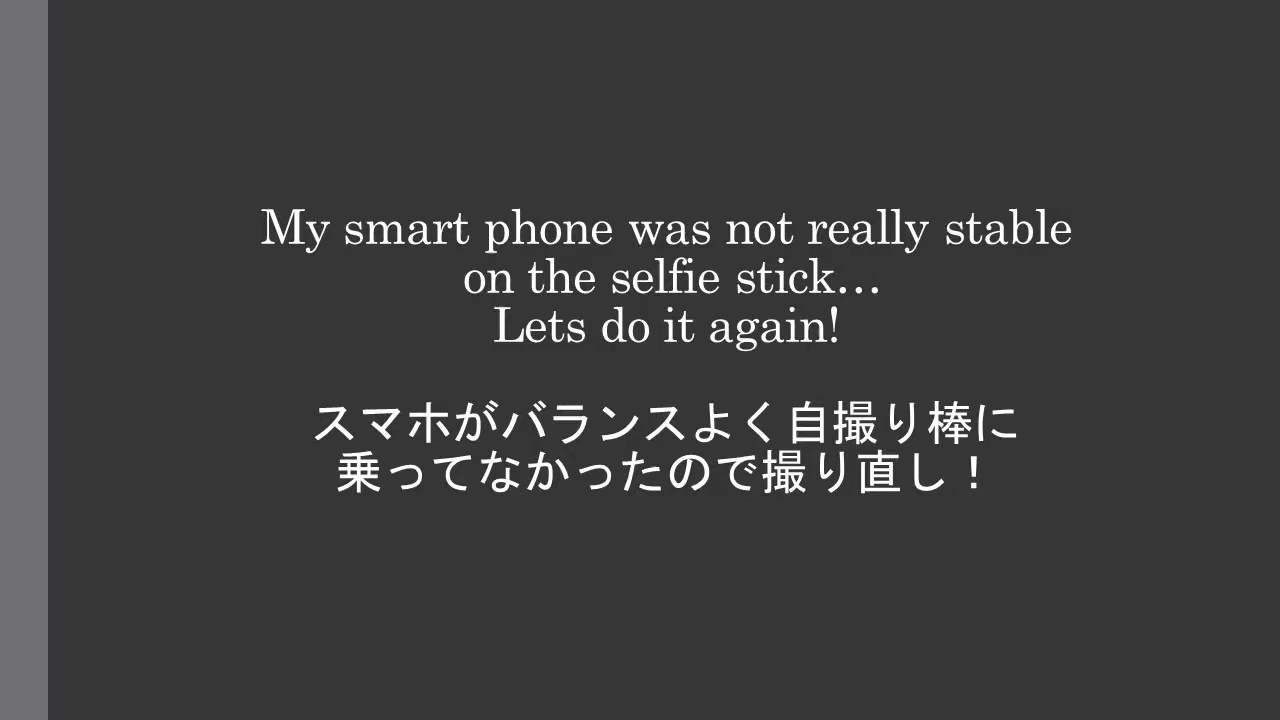 My smart phone was not really stable
on the selfie stick…
Lets do it again!
スマホがバランスよく自撮り棒に
乗ってなかったので撮り直し！